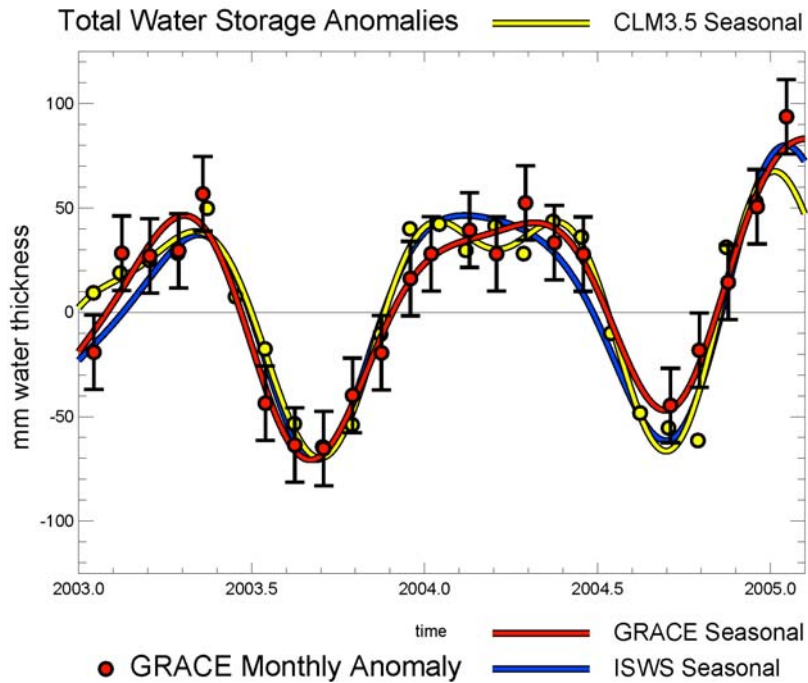 Total Water Storage Anomalies
CLM3.5 Seasonal
mm water thickness
100
50
0
-50
-100
2003.0 2003.5 2004.0 2004.5 2005.0
time
GRACE Seasonal
GRACE Monthly Anomaly
ISWS Seasonal